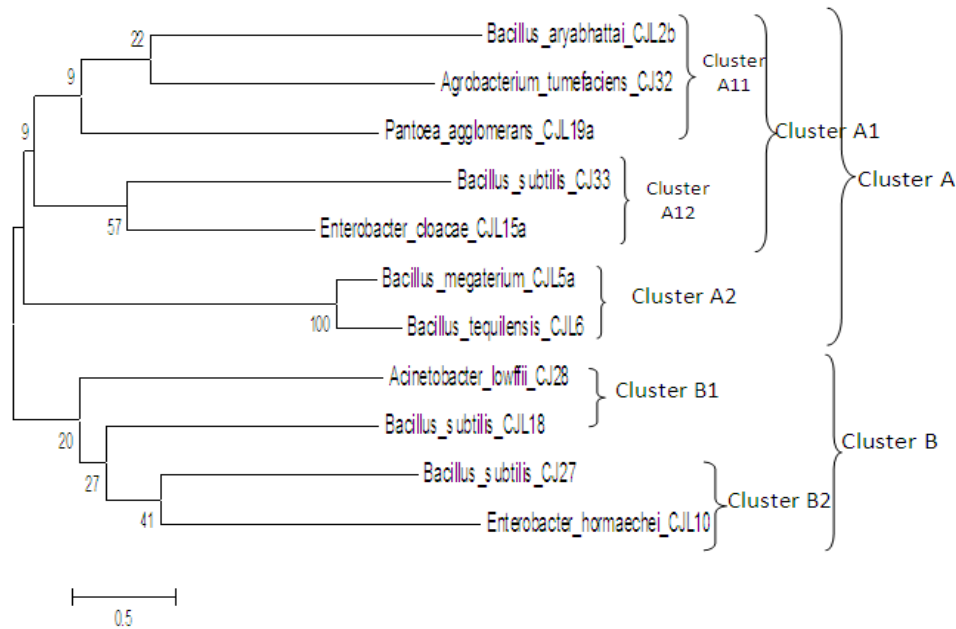 22
Bacillus_aryabhattai_CJL2b
Cluster
A11
9
Agrobacterium_tumefaciens_CJ32
9
Pantoea_agglomerans_CJL19a
Cluster A1
Bacillus_subtilis_CJ33
Cluster
A12
Cluster A
57
Enterobacter_cloacae_CJL15a
Bacillus_megaterium_CJL5a
Cluster A2
100
Bacillus_tequilensis_CJL6
Acinetobacter_lowffii_CJ28
Cluster B1
20
Bacillus_subtilis_CJL18
Cluster B
27
Bacillus_subtilis_CJ27
Cluster B2
41
Enterobacter_hormaechei_CJL10
0.5